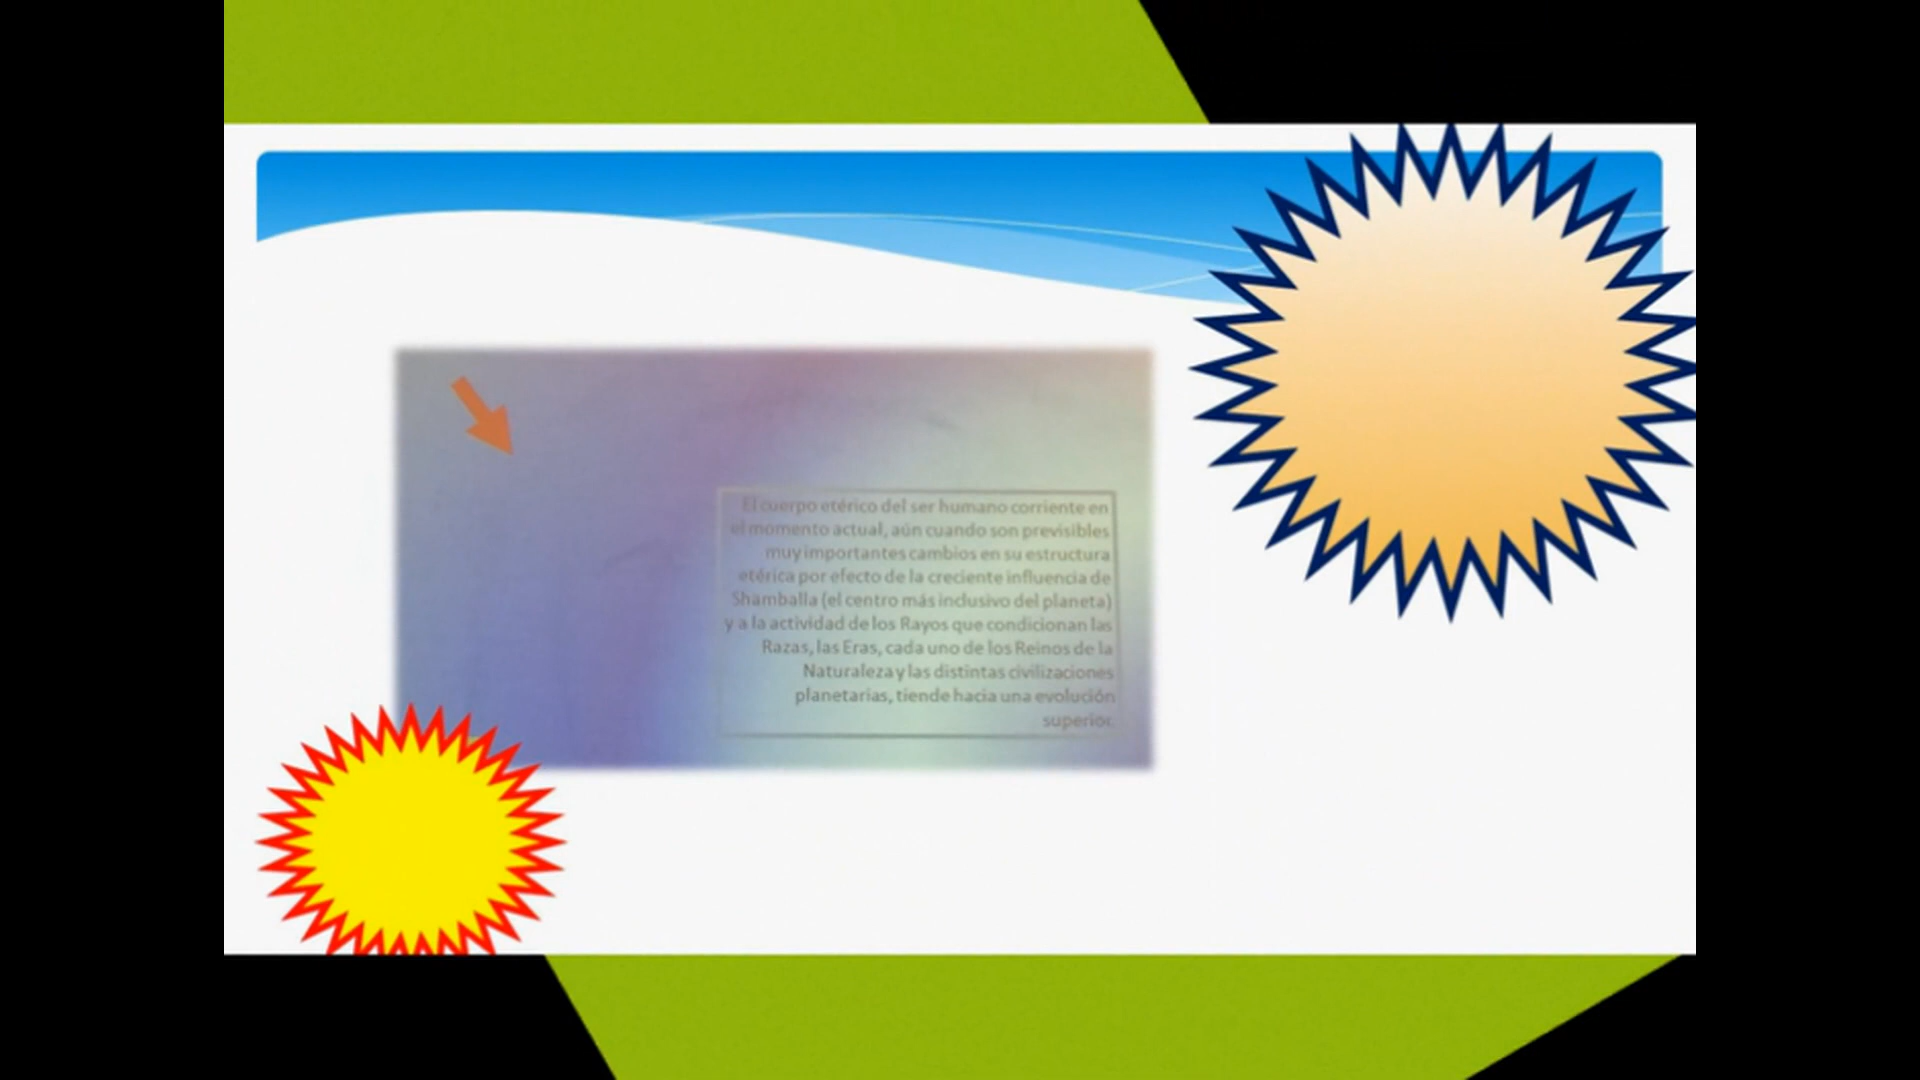 El cuerpo etérico del ser humano corriente en
el momento actual, aún cuando son previsibles
muy importantes cambios en su estructura
etérica por efecto de la creciente influencia de
Shamballa (el centro más inclusivo del planeta)
y a la actividad de los Rayos que condicionan las
Razas, las Eras, cada uno de los Reinos de la
Naturaleza y las distintas civilizaciones
planetarias, tiende hacia una evolución
superior.